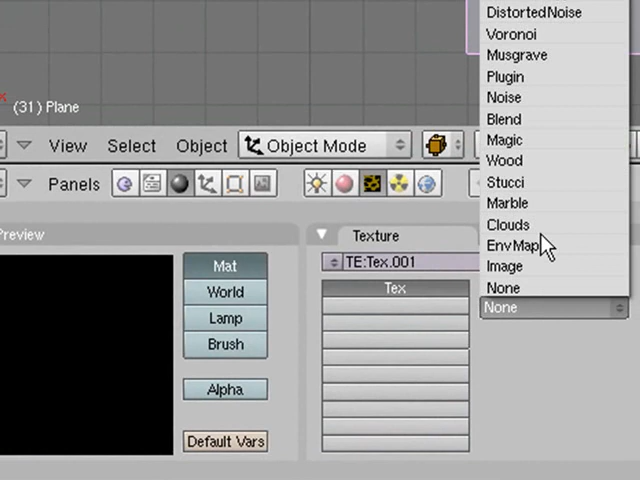 DistortedNoise
Voronoi
Musgrave
Plugin
Noise
Blend
Magic
Wood
Stucci
Marble
Clouds
EnvMap
Image
None
None
(31) Plane
View Select Object Object Mode
Panels
Preview
Texture
Mat
World
Lamp
Brush
Alpha
Default Vars
TE:Tex.001
Tex